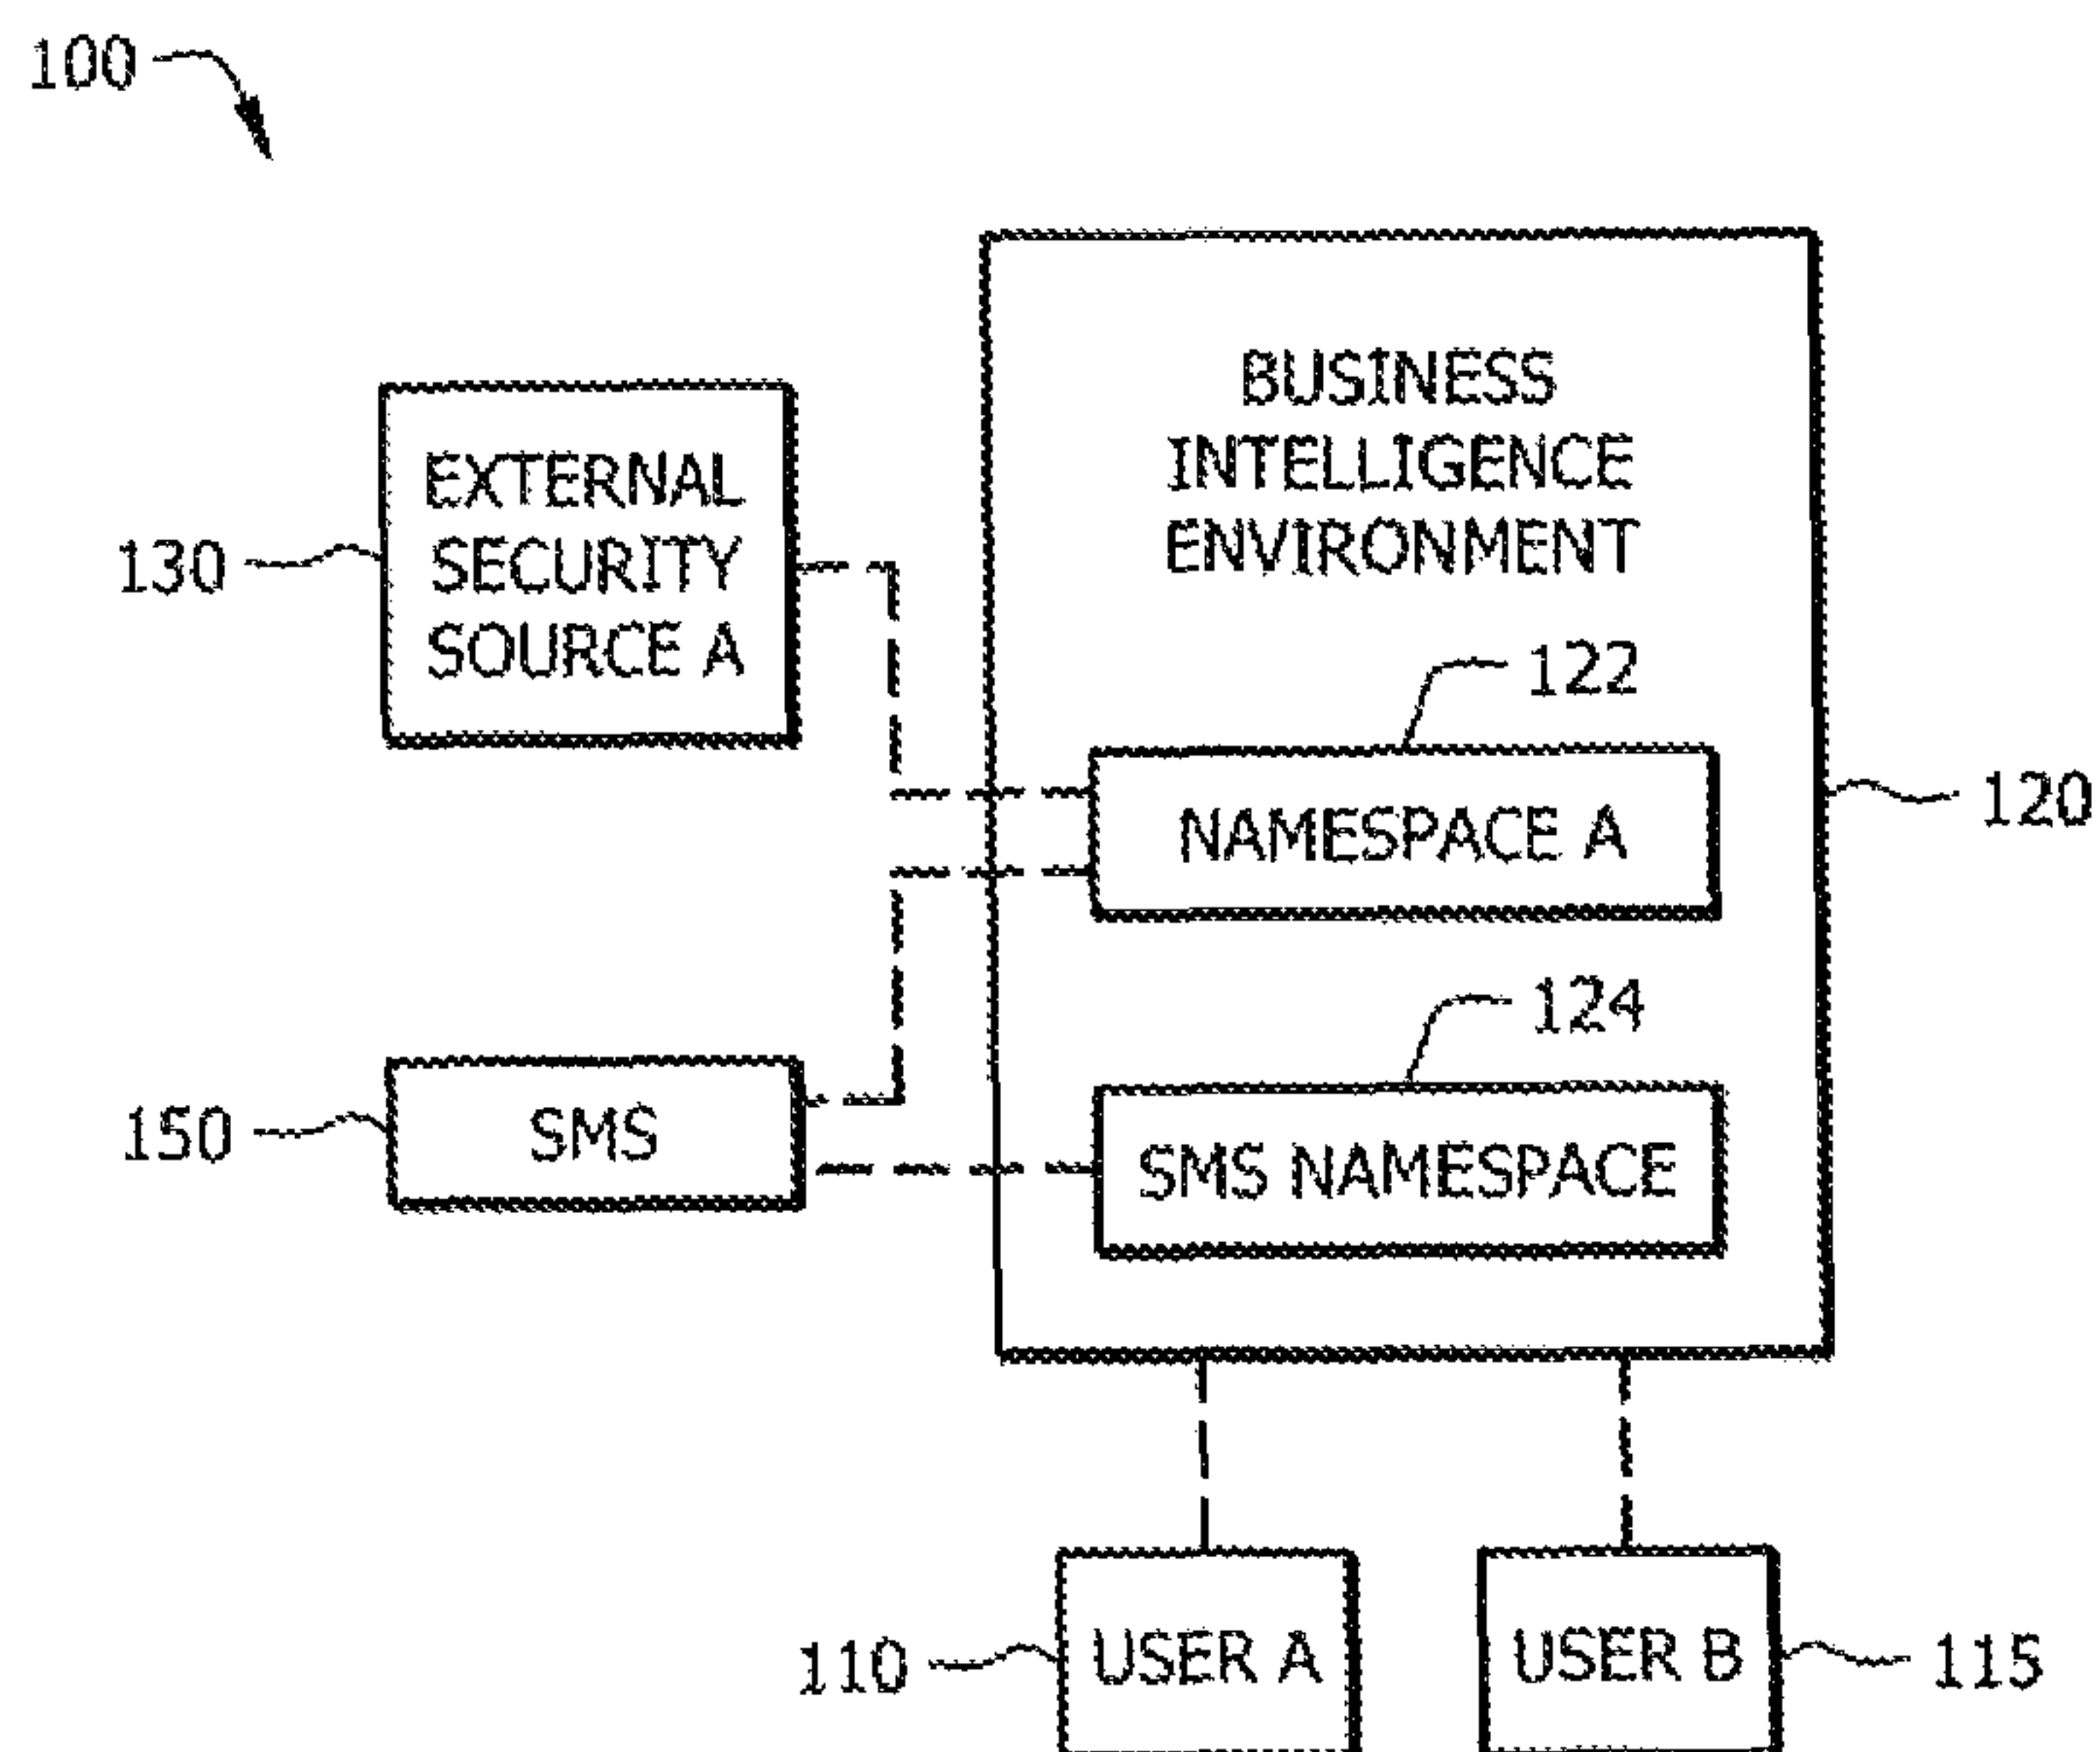 100
BUSINESS
INTELLIGENCE
ENVIRONMENT
EXTERNAL
SECURITY
SOURCE A
130
122
NAMESPACE A
120
124
150
SMS
SMS NAMESPACE
110
USER A
USER B
115